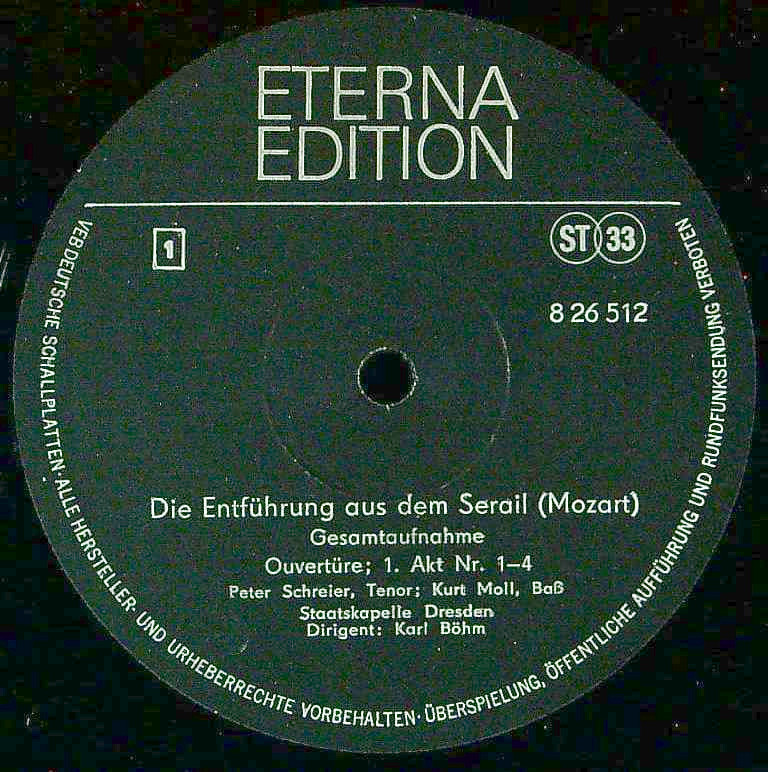 ETERNA
EDITION
1
ST 33
8 26 512
Die Entführung aus dem Serail (Mozart)
Gesamtaufnahme
Ouvertüre; 1. Akt Nr. 1–4
Peter Schreier, Tenor; Kurt Moll, Baß
Staatskapelle Dresden
Dirigent: Karl Böhm
VEB DEUTSCHE SCHALLPLATTEN · ALLE HERSTELLER- UND URHEBERRECHTE VORBEHALTEN · ÜBERSPIELUNG, ÖFFENTLICHE AUFFÜHRUNG UND RUNDFUNKSENDUNG VERBOTEN